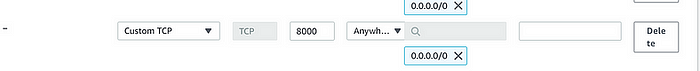 0.0.0.0/0
–
Custom TCP
TCP
8000
Anywh...
0.0.0.0/0
Dele
te